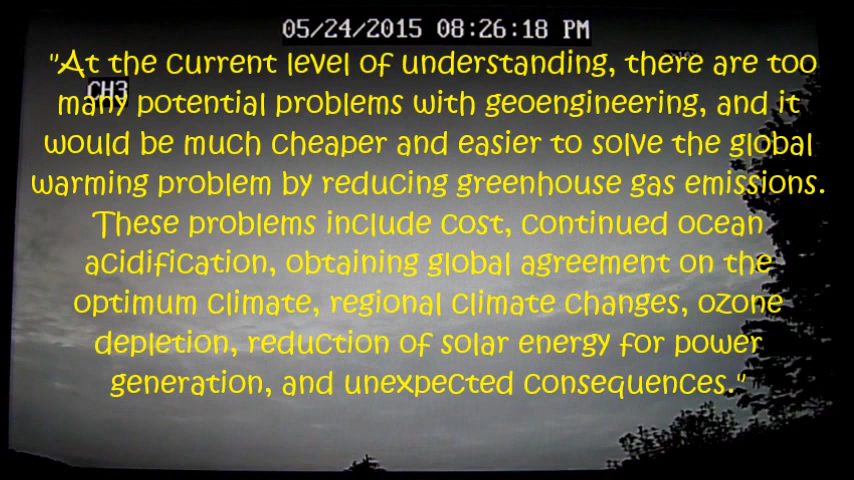 05/24/2015 08:26:18 PM
"At the current level of understanding, there are too
CH3
many potential problems with geoengineering, and it
would be much cheaper and easier to solve the global
warming problem by reducing greenhouse gas emissions.
These problems include cost, continued ocean
acidification, obtaining global agreement on the
optimum climate, regional climate changes, ozone
depletion, reduction of solar energy for power
generation, and unexpected consequences."